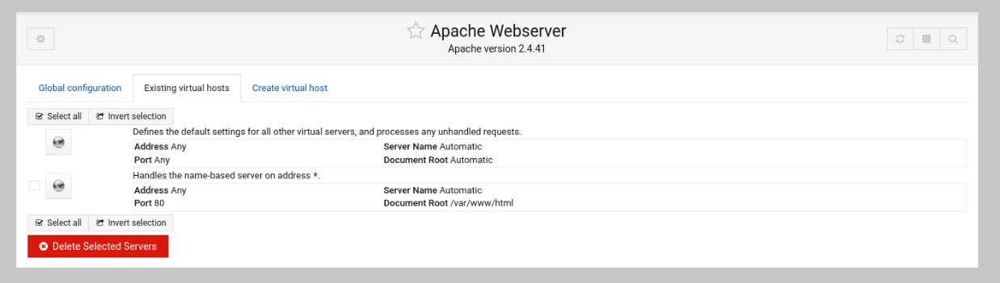 Apache Webserver
Apache version 2.4.41
Global configuration Existing virtual hosts Create virtual host
Select all Invert selection
Defines the default settings for all other virtual servers, and processes any unhandled requests.
Address Any Server Name Automatic
Port Any Document Root Automatic
Handles the name-based server on address *.
Address Any Server Name Automatic
Port 80 Document Root /var/www/html
Select all Invert selection
Delete Selected Servers